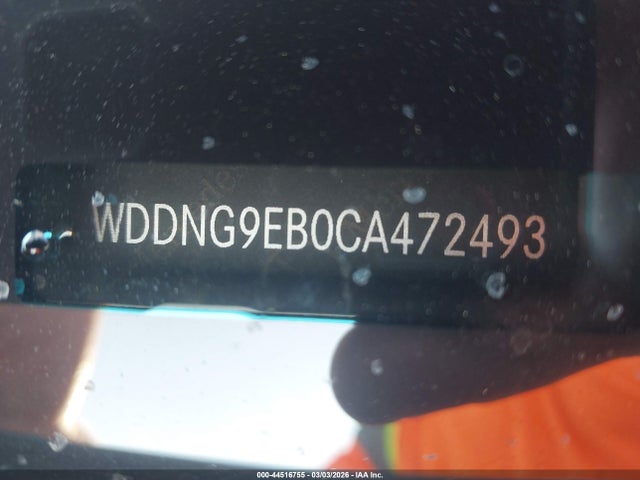 WDDNG9EB0CA472493
000-44516755 - 03/03/2026 - IAA Inc.